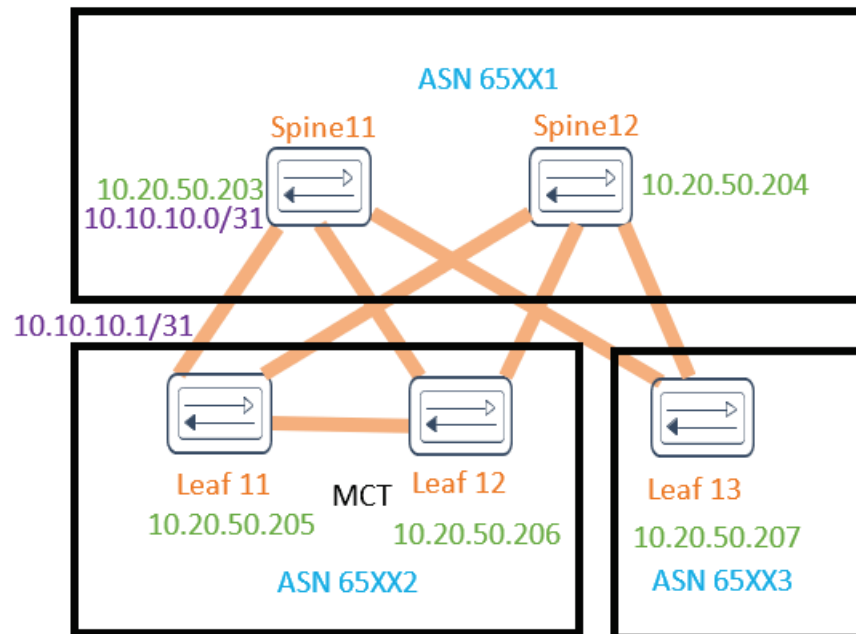 ASN 65XX1
Spine11
Spine12
10.20.50.203
10.20.50.204
10.10.10.0/31
10.10.10.1/31
Leaf 11
MCT
Leaf 12
Leaf 13
10.20.50.205
10.20.50.206
10.20.50.207
ASN 65XX2
ASN 65XX3